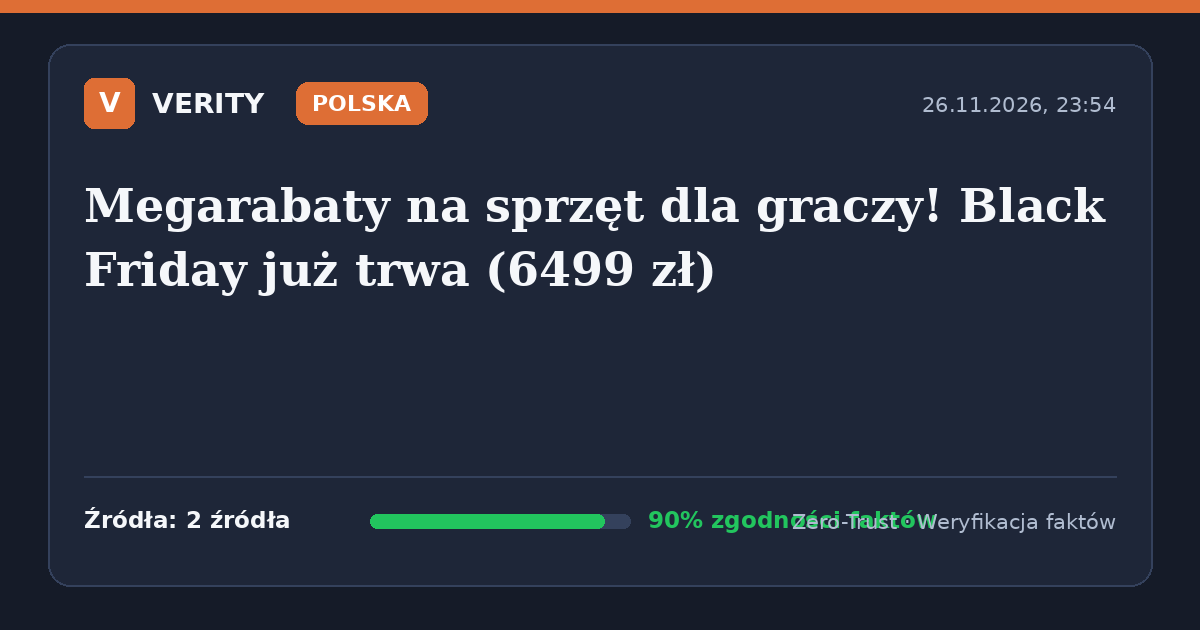 V VERITY POLSKA 26.11.2026, 23:54
Megarabaty na sprzęt dla graczy! Black
Friday już trwa (6499 zł)
Źródła: 2 źródła 90% zgodności faktów Zero-Trust · Weryfikacja faktów